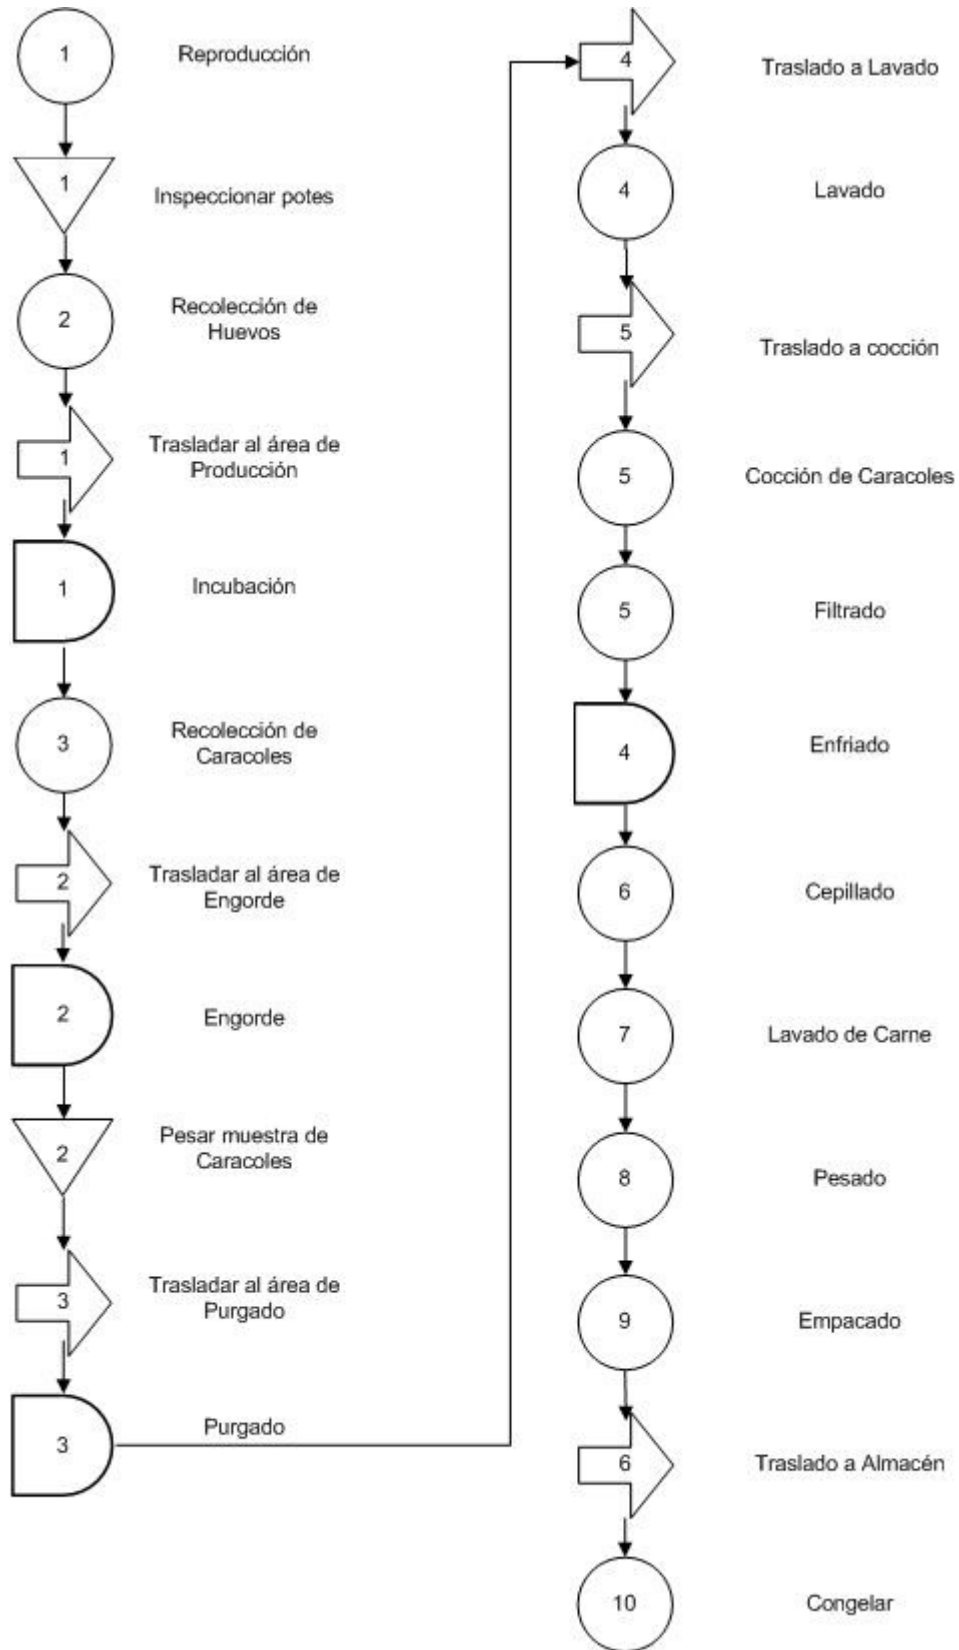 1 Reproducción
1 Inspeccionar potes
2 Recolección de
Huevos
1 Trasladar al área de
Producción
1 Incubación
3 Recolección de
Caracoles
2 Trasladar al área de
Engorde
2 Engorde
2 Pesar muestra de
Caracoles
3 Trasladar al área de
Purgado
3 Purgado
4 Traslado a Lavado
4 Lavado
5 Traslado a cocción
5 Cocción de Caracoles
5 Filtrado
4 Enfriado
6 Cepillado
7 Lavado de Carne
8 Pesado
9 Empacado
6 Traslado a Almacén
10 Congelar